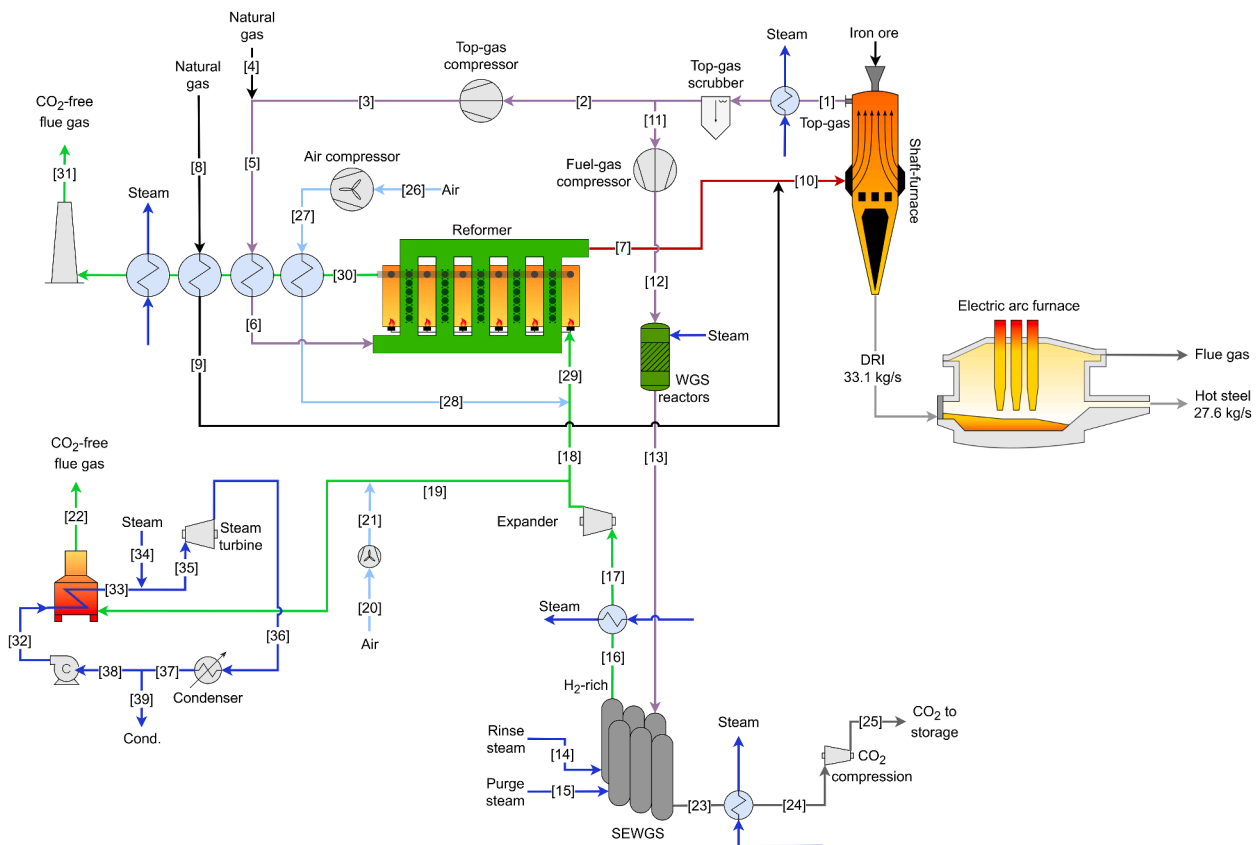 Natural
gas
[4]
Natural
gas
Top-gas
compressor
Steam
Iron ore
Top-gas
scrubber
CO₂-free
flue gas
[3]
[2]
[1]
Top-gas
[11]
Shaft-furnace
[31]
[8]
[5]
Air compressor
[26]
Air
Fuel-gas
compressor
[10]
Steam
[27]
Reformer
[7]
[30]
[12]
[6]
Electric arc furnace
Steam
WGS
reactors
[9]
[29]
[28]
DRI
33.1 kg/s
Flue gas
Hot steel
27.6 kg/s
CO₂-free
flue gas
[18]
[13]
[19]
[22]
Steam
[34]
Steam
turbine
[21]
Expander
[35]
[33]
[17]
[20]
Air
Steam
[32]
[36]
[16]
C
[38]
[37]
[39]
Condenser
H₂-rich
Cond.
Rinse
steam
[14]
Purge
steam
[15]
Steam
[25]
CO₂ to
storage
CO₂
compression
[23]
[24]
SEWGS